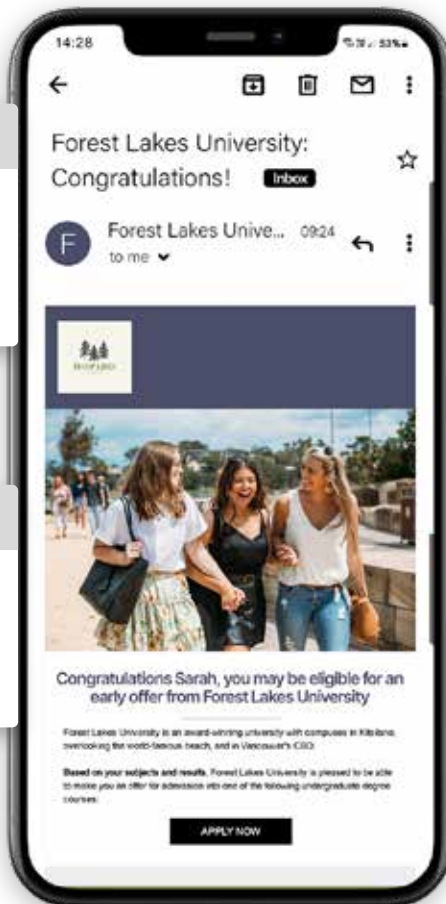 14:28
53%
Forest Lakes University:
Congratulations!
Inbox
F
Forest Lakes Unive... 09:24
to me
Congratulations Sarah, you may be eligible for an
early offer from Forest Lakes University
Forest Lakes University is an award-winning university with campuses in Kitsilano,
overlooking the world-famous beach, and in Vancouver's CBD.
Based on your subjects and results, Forest Lakes University is pleased to be able
to make you an offer for admission into one of the following undergraduate degree
courses:
APPLY NOW